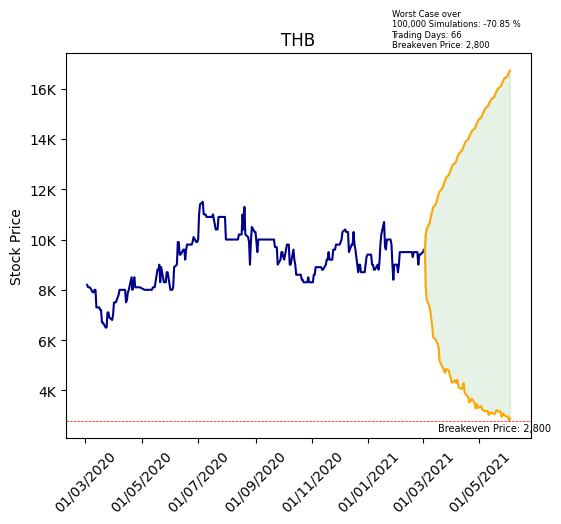 Worst Case over
100,000 Simulations: -70.85 %
Trading Days: 66
Breakeven Price: 2,800
THB
Stock Price
16K
14K
12K
10K
8K
6K
4K
Breakeven Price: 2,800
01/03/2020
01/05/2020
01/07/2020
01/09/2020
01/11/2020
01/01/2021
01/03/2021
01/05/2021